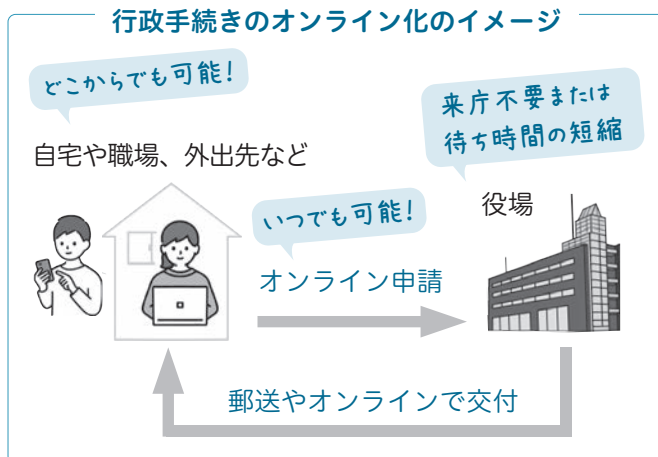 行政手続きのオンライン化のイメージ
どこからでも可能！
来庁不要または
待ち時間の短縮
自宅や職場、外出先など
いつでも可能！
役場
オンライン申請
郵送やオンラインで交付